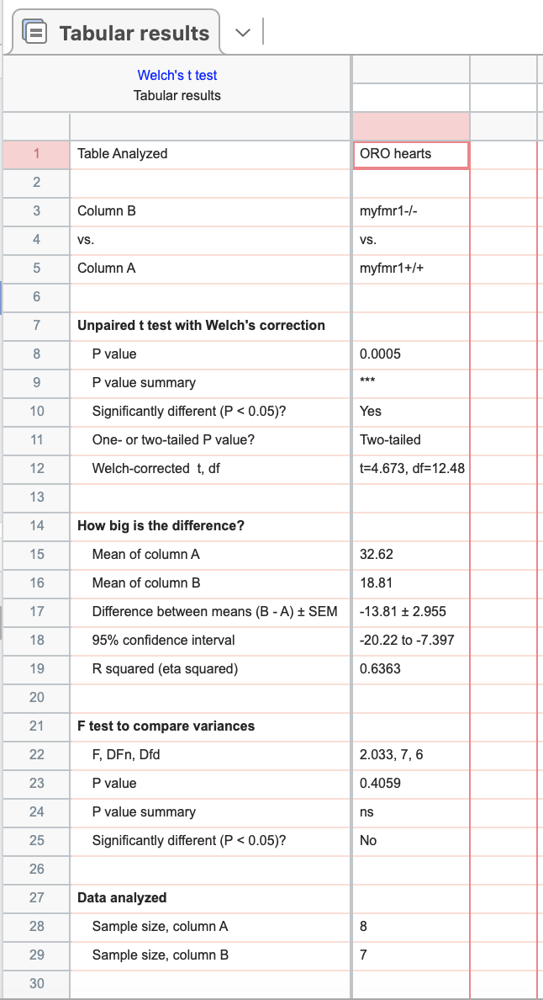 Tabular results
Welch's t test
Tabular results
1 Table Analyzed ORO hearts
2
3 Column B myfmr1-/-
4 vs. vs.
5 Column A myfmr1+/+
6
7 Unpaired t test with Welch's correction
8 P value 0.0005
9 P value summary ***
10 Significantly different (P < 0.05)? Yes
11 One- or two-tailed P value? Two-tailed
12 Welch-corrected t, df t=4.673, df=12.48
13
14 How big is the difference?
15 Mean of column A 32.62
16 Mean of column B 18.81
17 Difference between means (B - A) ± SEM -13.81 ± 2.955
18 95% confidence interval -20.22 to -7.397
19 R squared (eta squared) 0.6363
20
21 F test to compare variances
22 F, DFn, Dfd 2.033, 7, 6
23 P value 0.4059
24 P value summary ns
25 Significantly different (P < 0.05)? No
26
27 Data analyzed
28 Sample size, column A 8
29 Sample size, column B 7
30